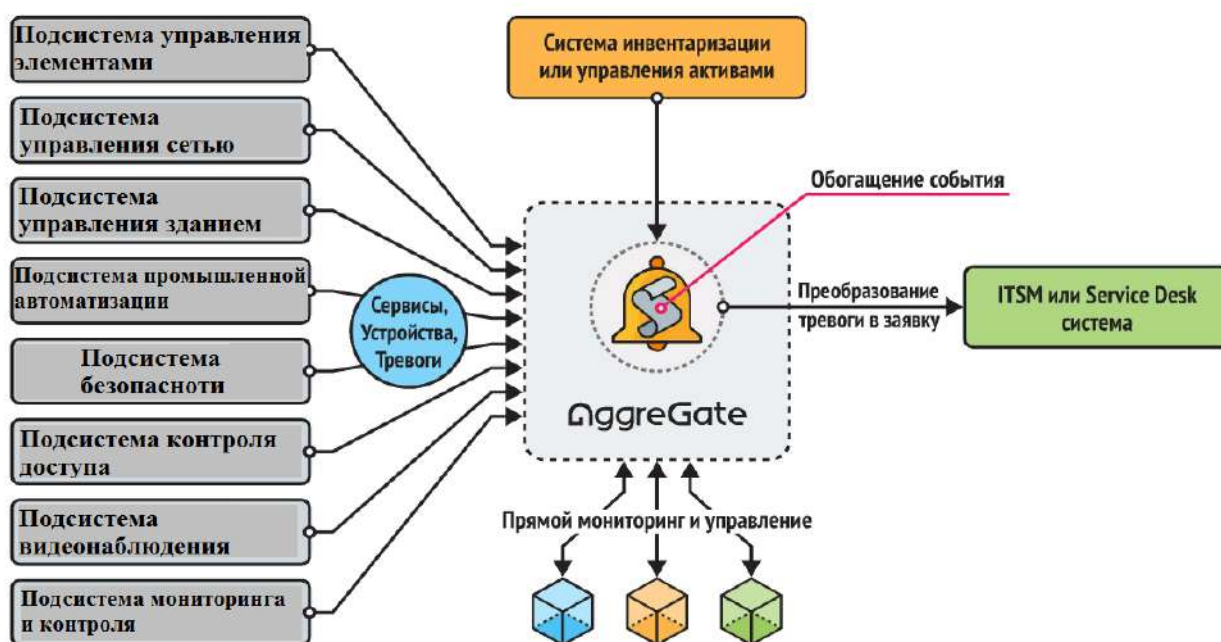 Подсистема управления
элементами
Подсистема
управления сетью
Подсистема
управления зданием
Подсистема промышленной
автоматизации
Подсистема
безопасноти
Подсистема контроля
доступа
Подсистема
видеонаблюдения
Подсистема мониторинга
и контроля
Сервисы,
Устройства,
Тревоги
Система инвентаризации
или управления активами
Обогащение события
AggreGate
Преобразование
тревоги в заявку
ITSM или Service Desk
система
Прямой мониторинг и управление